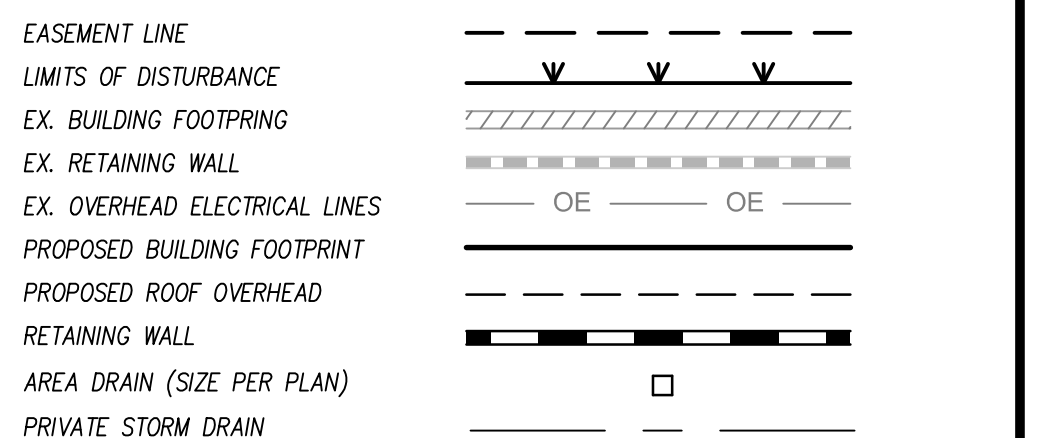 EASEMENT LINE
LIMITS OF DISTURBANCE
EX. BUILDING FOOTPRING
EX. RETAINING WALL
EX. OVERHEAD ELECTRICAL LINES OE OE
PROPOSED BUILDING FOOTPRINT
PROPOSED ROOF OVERHEAD
RETAINING WALL
AREA DRAIN (SIZE PER PLAN)
PRIVATE STORM DRAIN